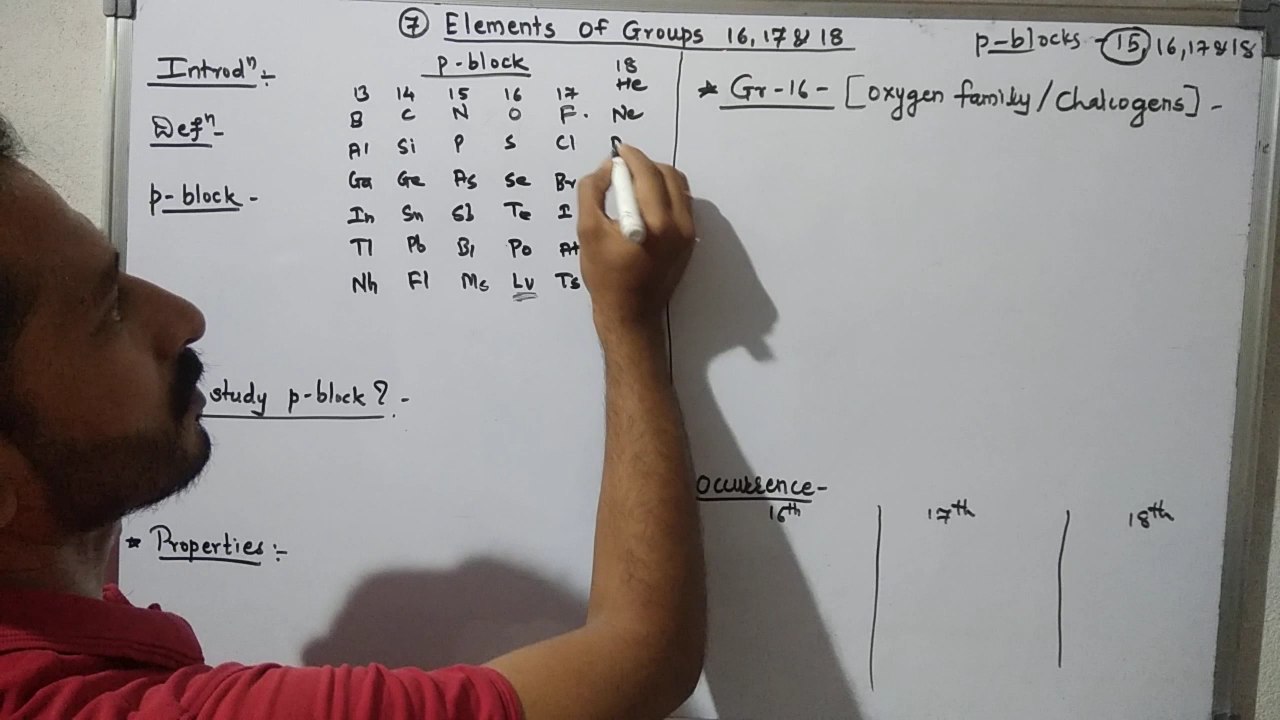 ⑦ Elements of Groups 16, 17 & 18
p-blocks - 15, 16, 17 & 18
Introdⁿ :-
Defⁿ -
p-block -
p-block
18
He
13 14 15 16 17
B C N O F. Ne
Al Si P S Cl
Ga Ge As Se Br
In Sn Sb Te I
Tl Pb Bi Po At
Nh Fl Ms Lv Ts
study p-block ? -
* Properties :-
* Gr-16 - [oxygen family/Chalcogens] -
Occurrence -
16th 17th 18th